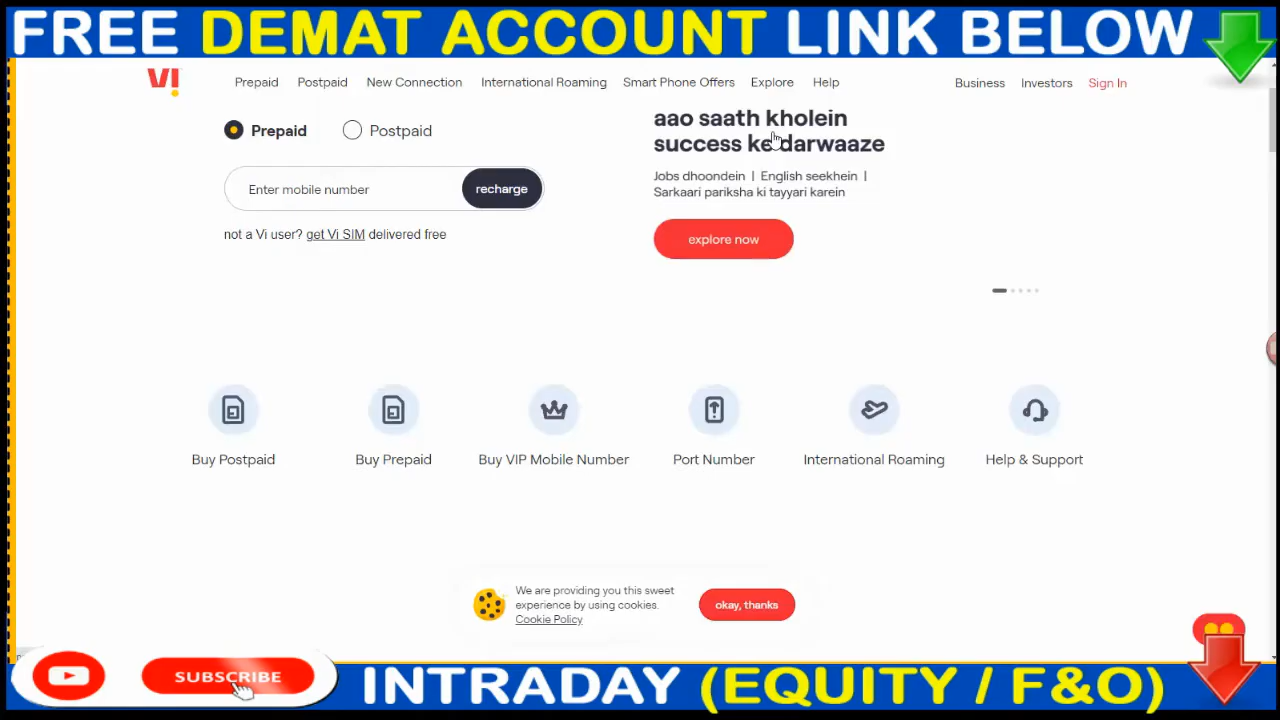 FREE DEMAT ACCOUNT LINK BELOW
VI
Prepaid Postpaid New Connection International Roaming Smart Phone Offers Explore Help Business Investors Sign In
Prepaid Postpaid
Enter mobile number recharge
not a Vi user? get Vi SIM delivered free
aao saath kholein
success ke darwaaze
Jobs dhoondein | English seekhein |
Sarkaari pariksha ki tayyari karein
explore now
Buy Postpaid Buy Prepaid Buy VIP Mobile Number Port Number International Roaming Help & Support
We are providing you this sweet
experience by using cookies.
Cookie Policy
okay, thanks
SUBSCRIBE
INTRADAY (EQUITY / F&O)